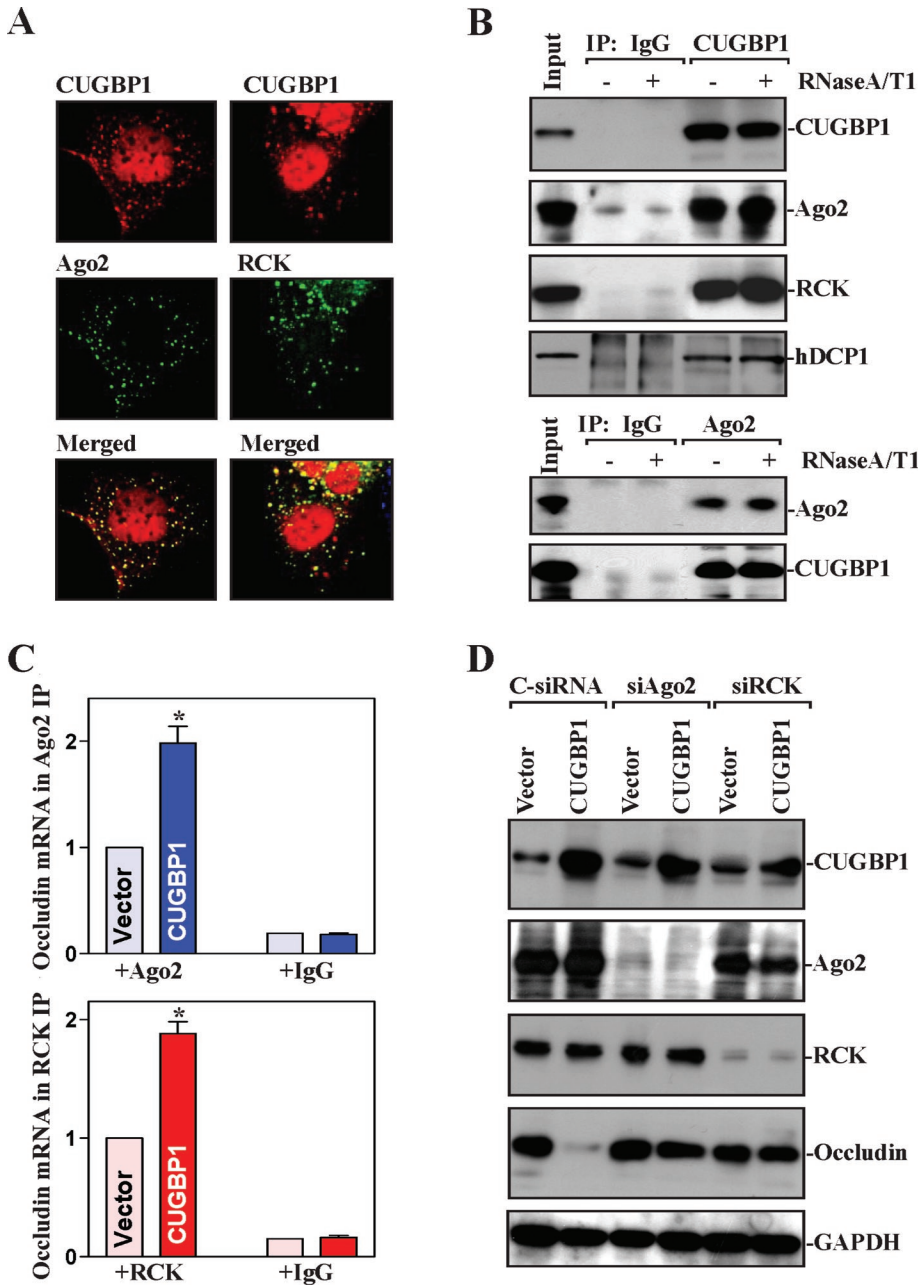 A
CUGBP1 CUGBP1
Ago2 RCK
Merged Merged
B
Input IP: IgG CUGBP1
- + - + RNaseA/T1
-CUGBP1
-Ago2
-RCK
-hDCP1
Input IP: IgG Ago2
- + - + RNaseA/T1
-Ago2
-CUGBP1
C
Occludin mRNA in Ago2 IP
2
1
0
*
Vector
CUGBP1
+Ago2 +IgG
Occludin mRNA in RCK IP
2
1
0
*
Vector
CUGBP1
+RCK +IgG
D
C-siRNA siAgo2 siRCK
Vector CUGBP1 Vector CUGBP1 Vector CUGBP1
-CUGBP1
-Ago2
-RCK
-Occludin
-GAPDH